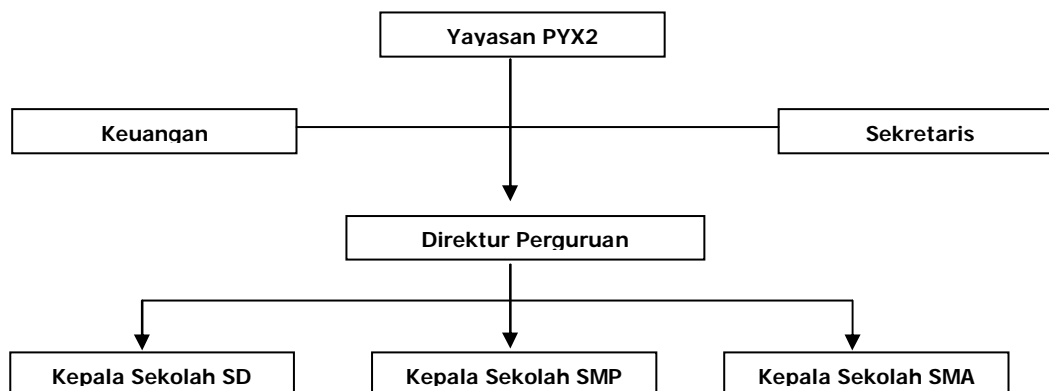 Yayasan PYX2
Keuangan
Sekretaris
Direktur Perguruan
Kepala Sekolah SD
Kepala Sekolah SMP
Kepala Sekolah SMA